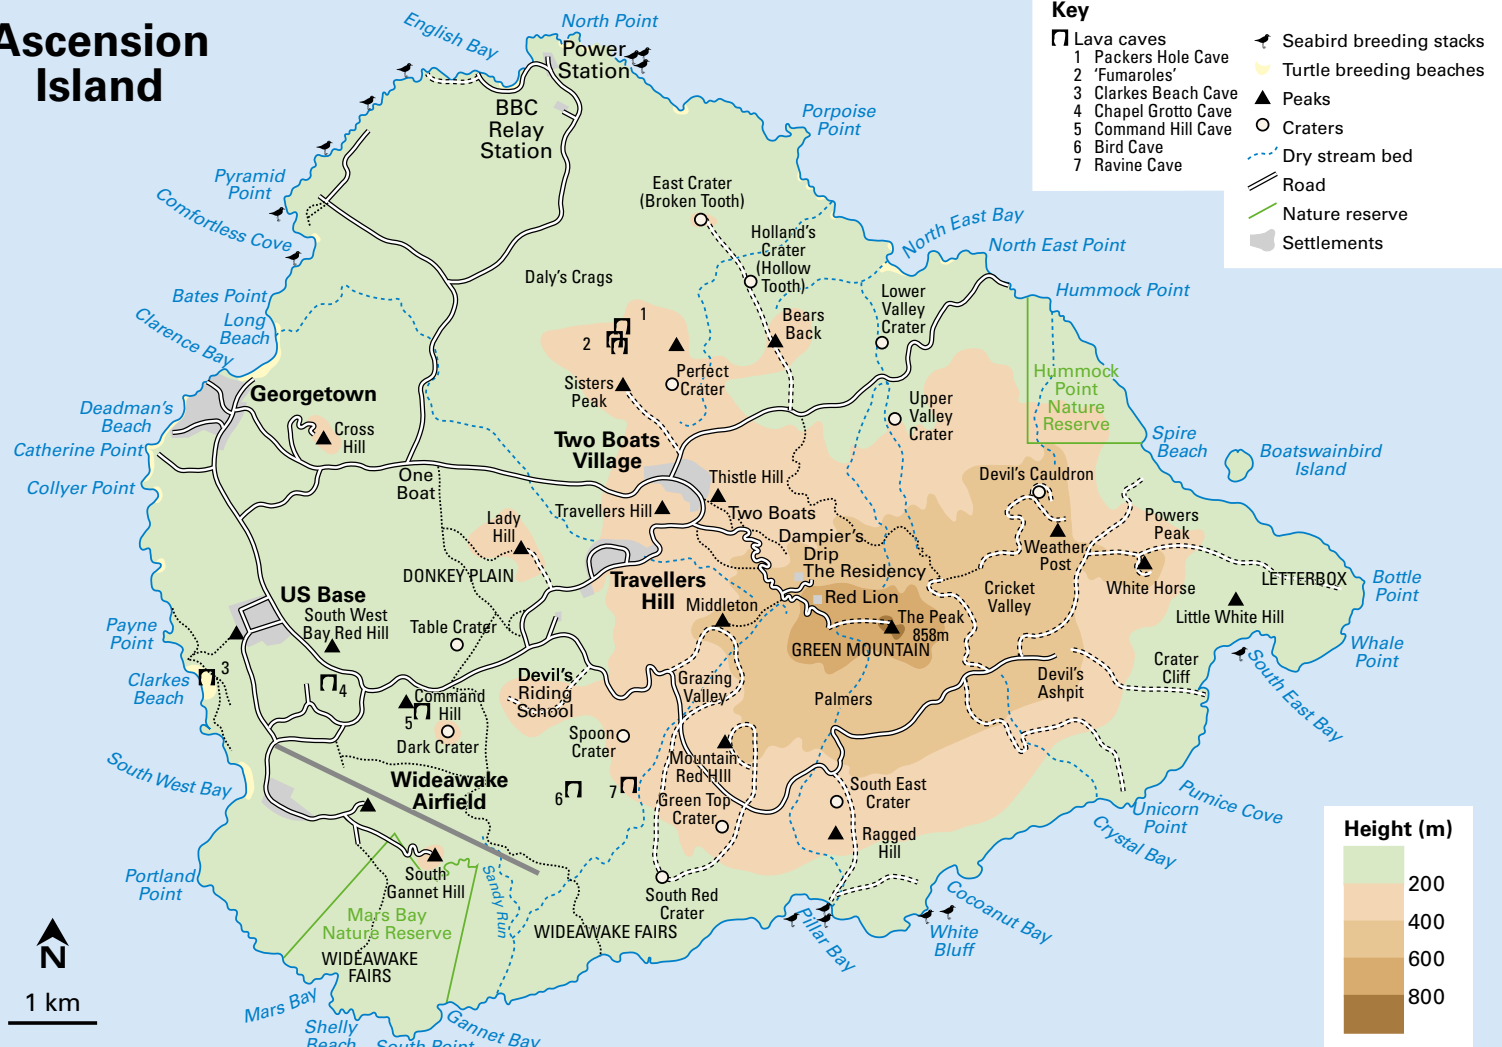 Ascension
Island
English Bay
North Point
Power
Station
BBC
Relay
Station
Porpoise
Point
Pyramid
Point
Comfortless Cove
East Crater
(Broken Tooth)
Holland's
Crater
(Hollow
Tooth)
North East Bay
North East Point
Daly's Crags
Bates Point
Long
Beach
Clarence Bay
Lower
Valley
Crater
Hummock Point
1
2
Bears
Back
Perfect
Crater
Sisters
Peak
Hummock
Point
Nature
Reserve
Georgetown
Deadman's
Beach
Catherine Point
Collyer Point
Cross
Hill
Upper
Valley
Crater
Spire
Beach
Boatswainbird
Island
Two Boats
Village
One
Boat
Thistle Hill
Devil's Cauldron
Travellers Hill
Two Boats
Lady
Hill
Dampier's
Drip
Powers
Peak
Weather
Post
The Residency
DONKEY PLAIN
Travellers
Hill
Red Lion
Cricket
Valley
White Horse
LETTERBOX
Bottle
Point
US Base
South West
Bay Red Hill
Middleton
The Peak
858m
Little White Hill
Payne
Point
Table Crater
GREEN MOUNTAIN
Whale
Point
Clarkes
Beach
3
4
Devil's
Riding
School
Grazing
Valley
Palmers
Devil's
Ashpit
Crater
Cliff
South East Bay
Command
Hill
5
Dark Crater
Spoon
Crater
Mountain
Red HIll
South West Bay
Wideawake
Airfield
6
7
Green Top
Crater
South East
Crater
Pumice Cove
Unicorn
Point
Ragged
Hill
Crystal Bay
Portland
Point
South
Gannet Hill
Sandy Run
South Red
Crater
Cocoanut Bay
Mars Bay
Nature Reserve
WIDEAWAKE FAIRS
Pillar Bay
White
Bluff
WIDEAWAKE
FAIRS
Mars Bay
Shelly
Beach
South Point
Gannet Bay
N
1 km
Key
Lava caves
1 Packers Hole Cave
2 'Fumaroles'
3 Clarkes Beach Cave
4 Chapel Grotto Cave
5 Command Hill Cave
6 Bird Cave
7 Ravine Cave
Seabird breeding stacks
Turtle breeding beaches
Peaks
Craters
Dry stream bed
Road
Nature reserve
Settlements
Height (m)
200
400
600
800